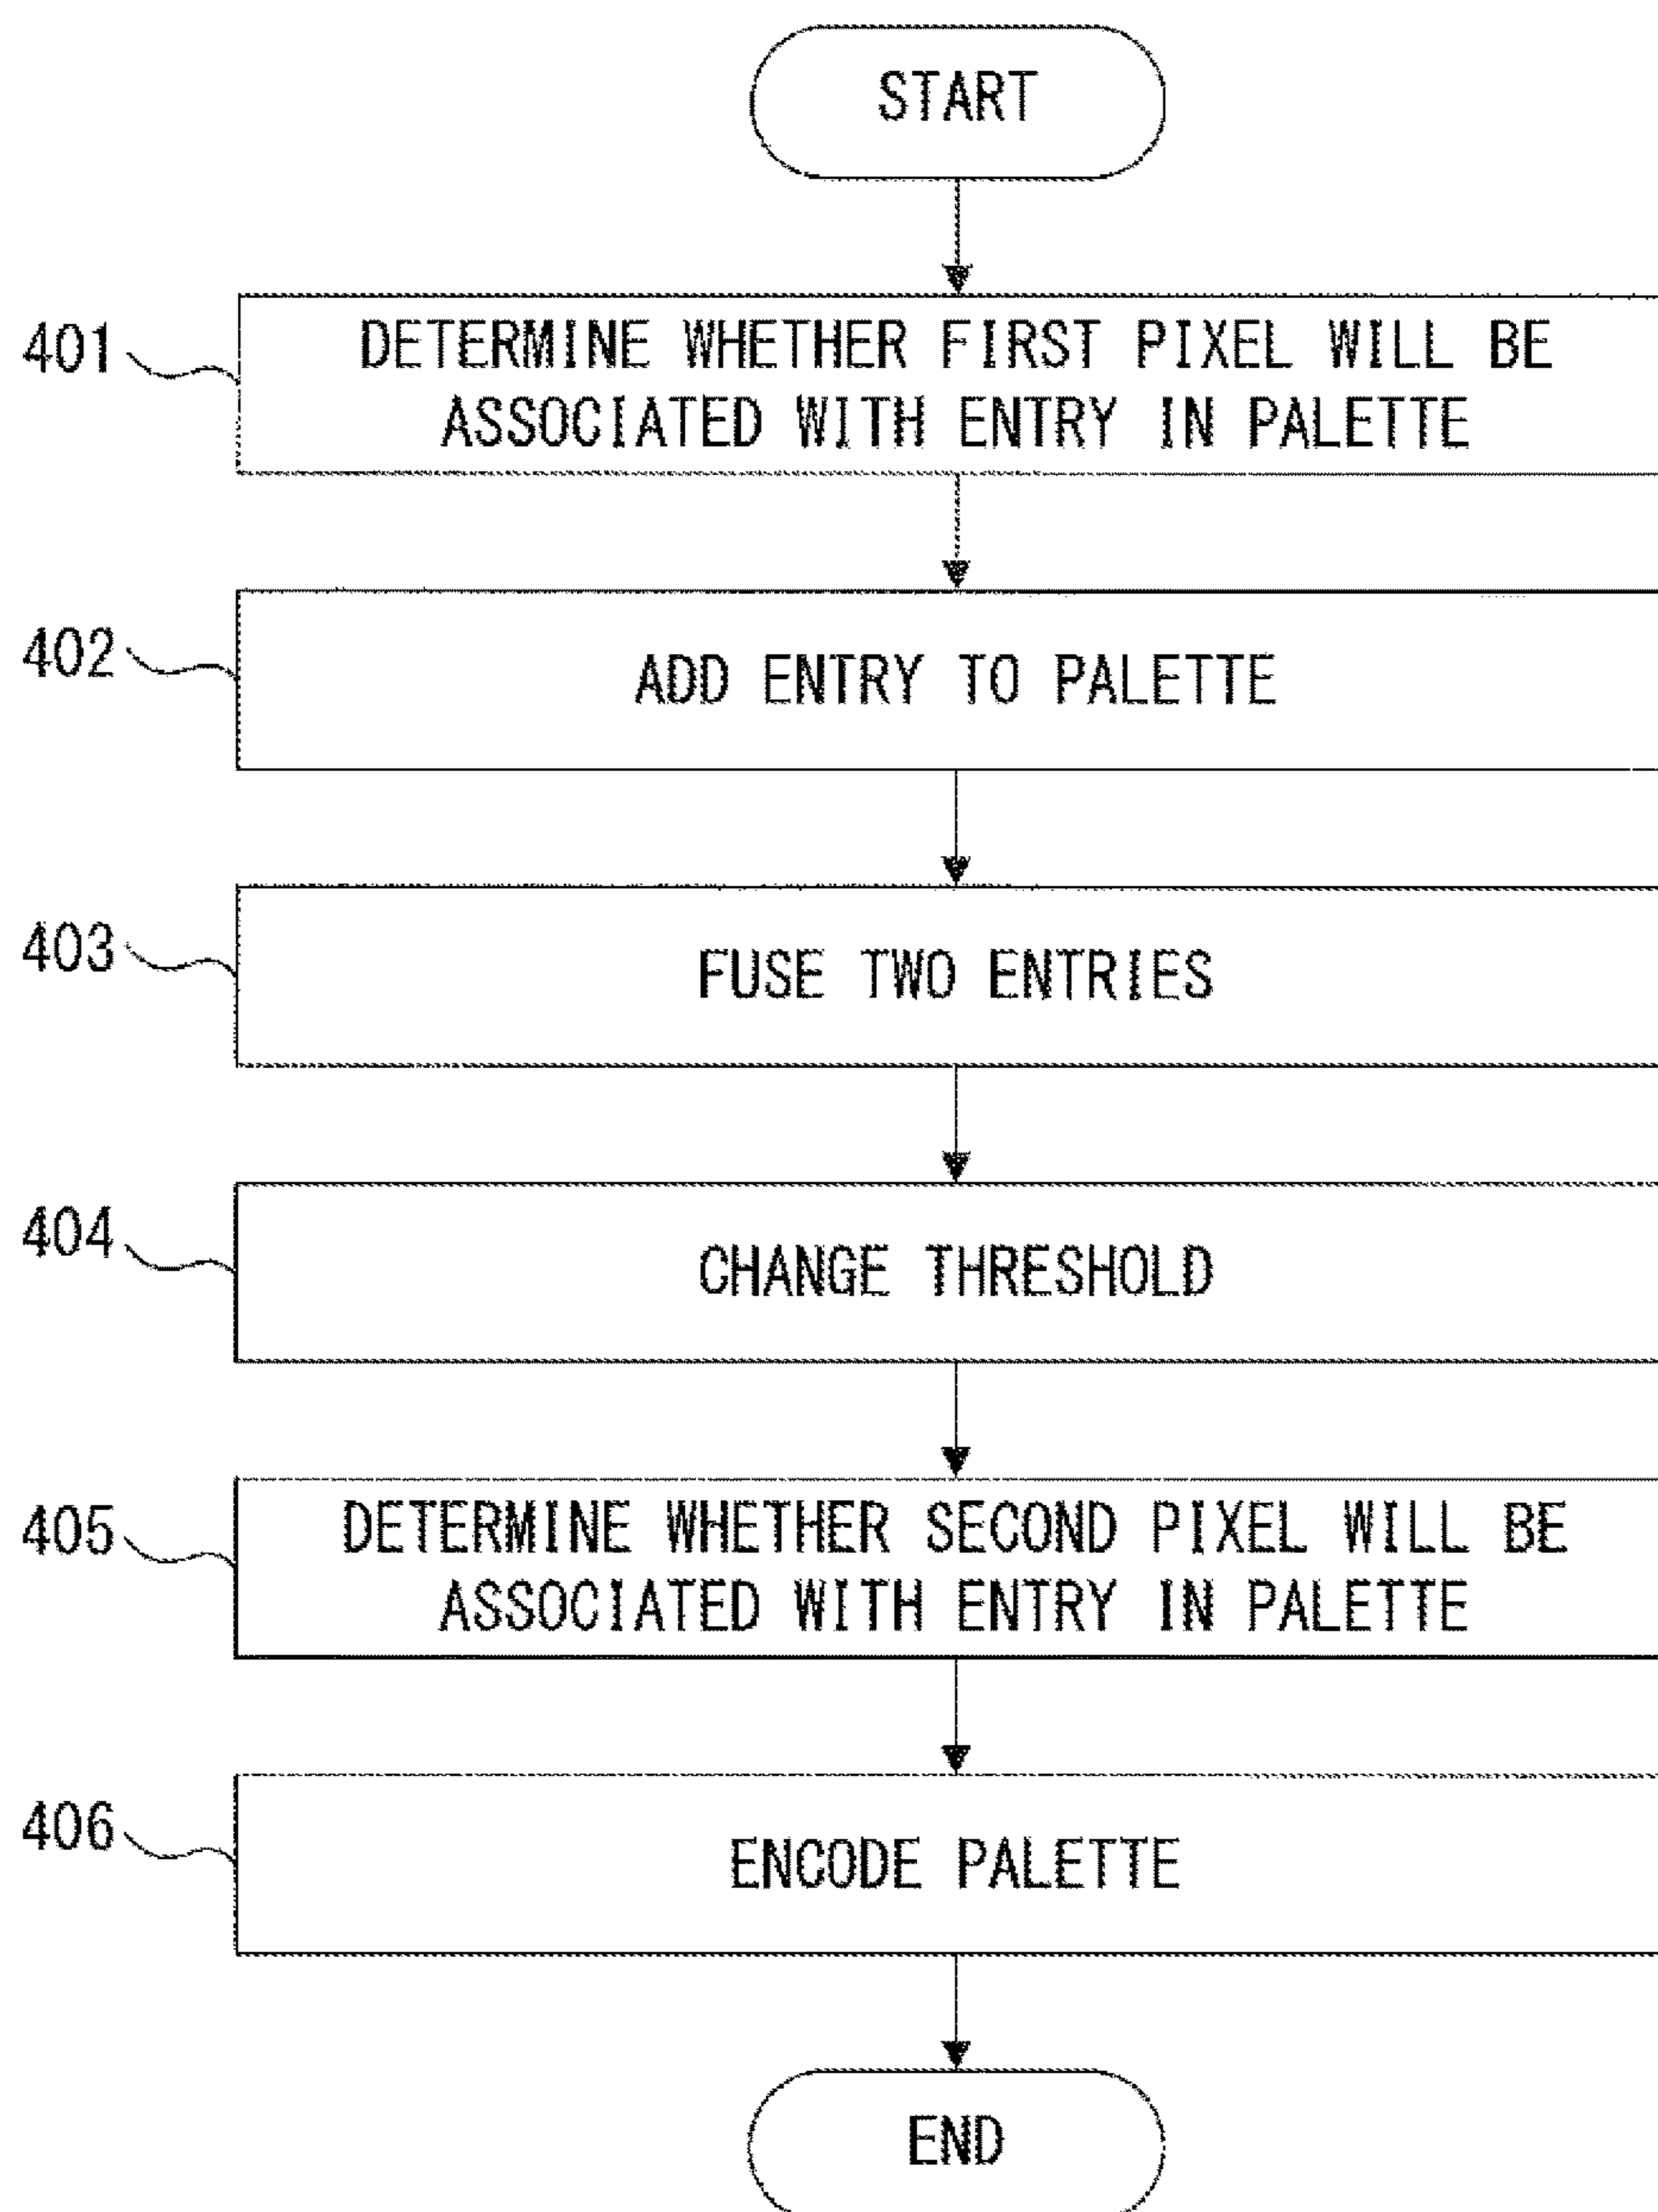 START
401
DETERMINE WHETHER FIRST PIXEL WILL BE
ASSOCIATED WITH ENTRY IN PALETTE
402
ADD ENTRY TO PALETTE
403
FUSE TWO ENTRIES
404
CHANGE THRESHOLD
405
DETERMINE WHETHER SECOND PIXEL WILL BE
ASSOCIATED WITH ENTRY IN PALETTE
406
ENCODE PALETTE
END